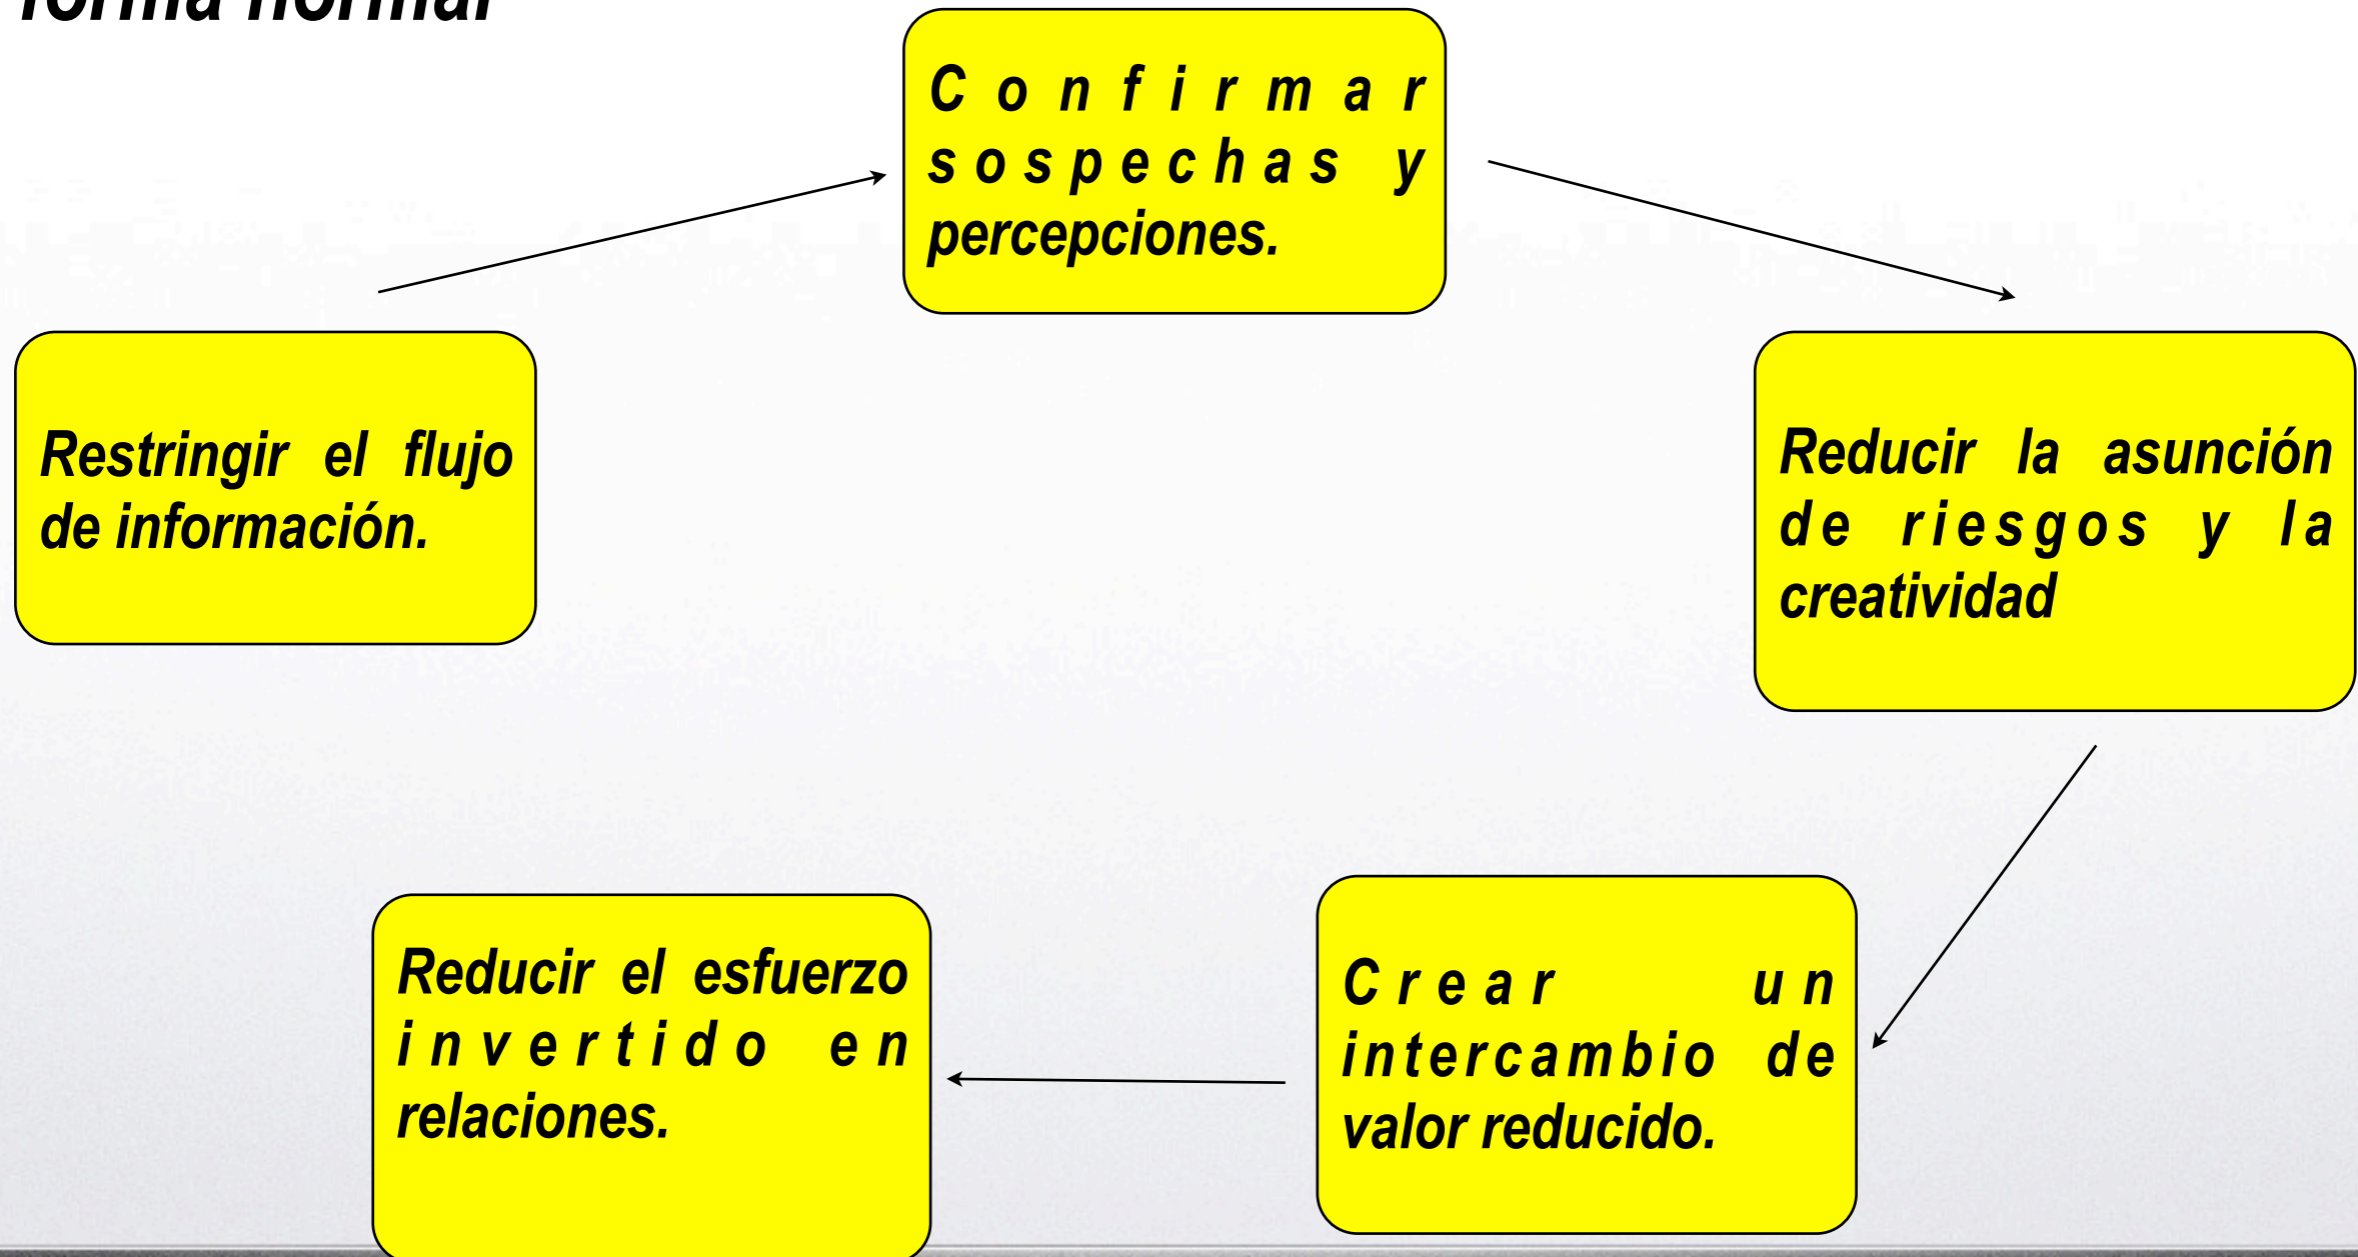 forma normal
Confirmar
sospechas y
percepciones.
Restringir el flujo
de información.
Reducir la asunción
de riesgos y la
creatividad
Reducir el esfuerzo
invertido en
relaciones.
Crear un
intercambio de
valor reducido.